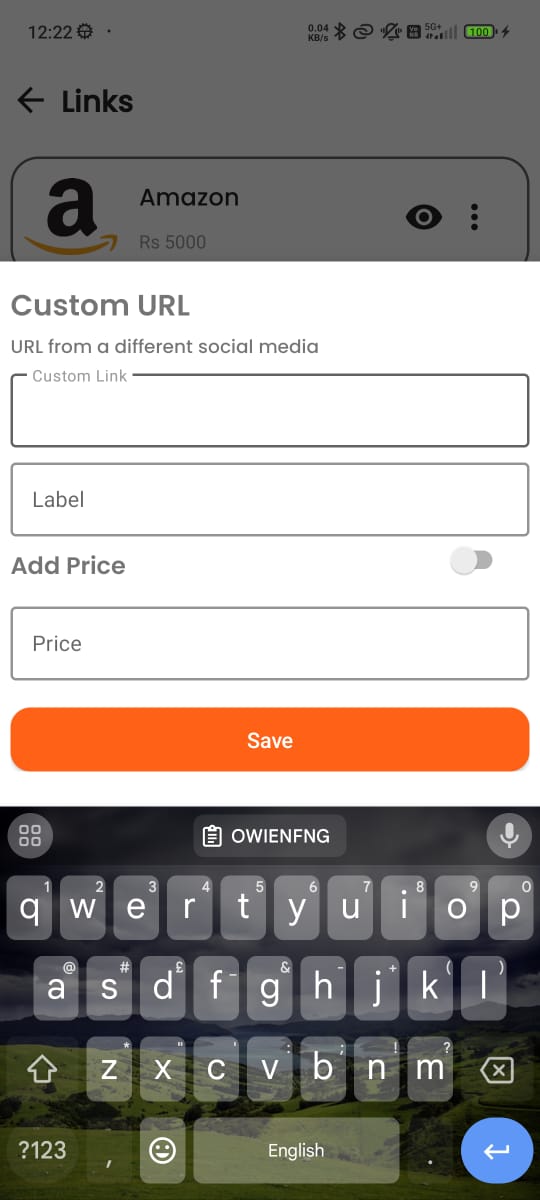 12:22
0.04
KB/s
5G+
100
Links
a
Amazon
Rs 5000
Custom URL
URL from a different social media
Custom Link
Label
Add Price
Price
Save
OWIENFNG
q 1 w 2 e 3 r 4 t 5 y 6 u 7 i 8 o 9 p 0
a @ s # d £ f _ g & h - j + k ( l )
z * x " c ' v : b ; n ! m ?
?123 , English .